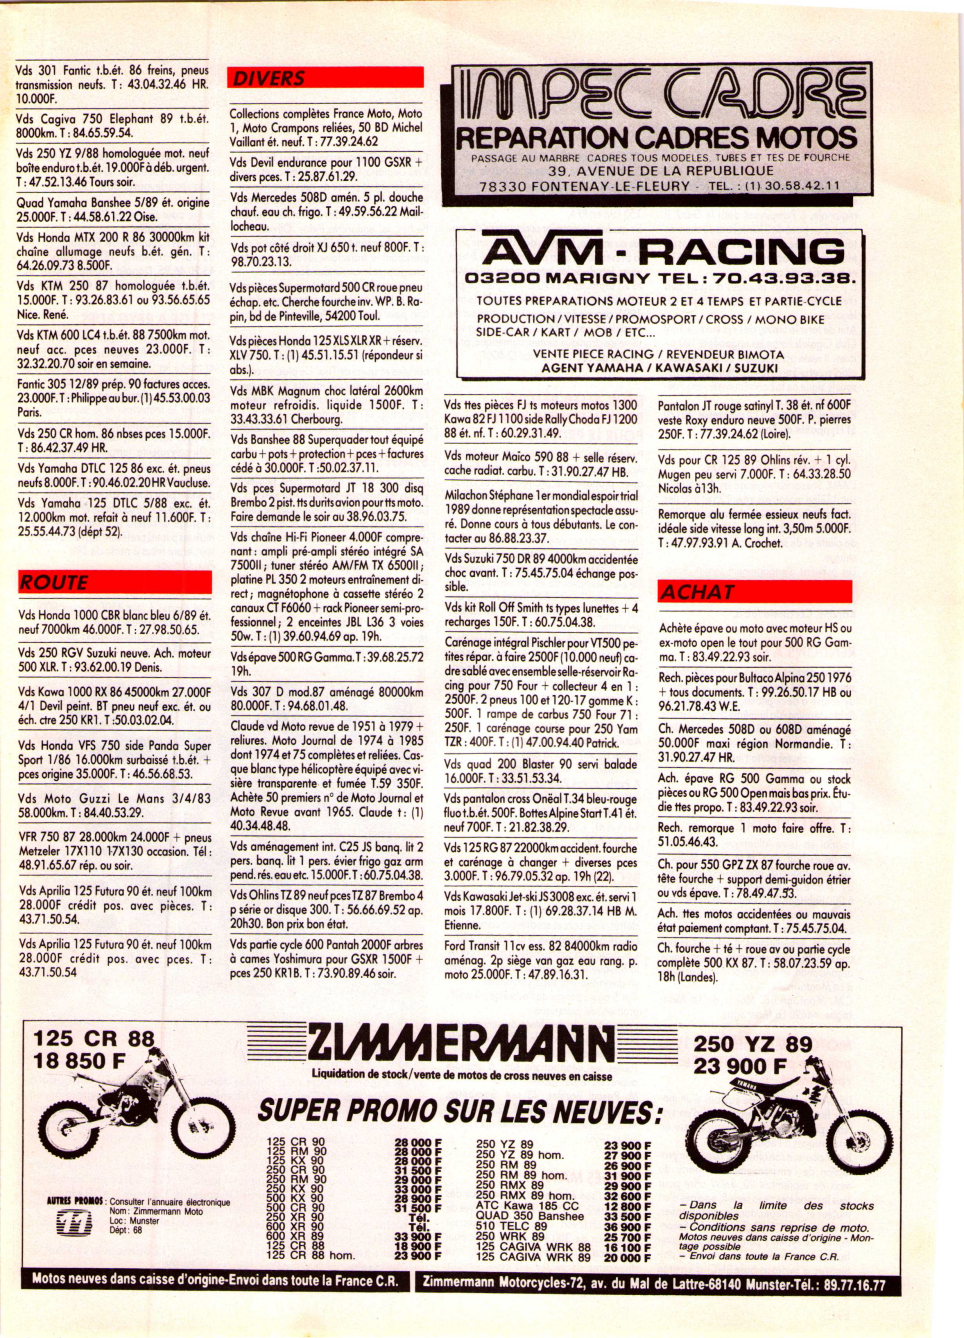 Vds 301 Fantic t.b.ét. 86 freins, pneus
transmission neufs. T : 43.04.32.46 HR.
10.000F.
Vds Cagiva 750 Elephant 89 t.b.ét.
8000km. T : 84.65.59.54.
Vds 250 YZ 9/88 homologuée mot. neuf
boîte enduro t.b.ét. 19.000F à déb. urgent.
T : 47.52.13.46 Tours soir.
Quad Yamaha Banshee 5/89 ét. origine
25.000F. T : 44.58.61.22 Oise.
Vds Honda MTX 200 R 86 30000km kit
chaîne allumage neufs b.ét. gén. T :
64.26.09.73 8.500F.
Vds KTM 250 87 homologuée t.b.ét.
15.000F. T : 93.26.83.61 ou 93.56.65.65
Nice. René.
Vds KTM 600 LC4 t.b.ét. 88 7500km mot.
neuf acc. pces neuves 23.000F. T :
32.32.20.70 soir en semaine.
Fantic 305 12/89 prép. 90 factures acces.
23.000F. T : Philippe au bur. (1) 45.53.00.03
Paris.
Vds 250 CR hom. 86 nbses pces 15.000F.
T : 86.42.37.49 HR.
Vds Yamaha DTLC 125 86 exc. ét. pneus
neufs 8.000F. T : 90.46.02.20 HR Vaucluse.
Vds Yamaha 125 DTLC 5/88 exc. ét.
12.000km mot. refait à neuf 11.600F. T :
25.55.44.73 (dépt 52).
ROUTE
Vds Honda 1000 CBR blanc bleu 6/89 ét.
neuf 7000km 46.000F. T : 27.98.50.65.
Vds 250 RGV Suzuki neuve. Ach. moteur
500 XLR. T : 93.62.00.19 Denis.
Vds Kawa 1000 RX 86 45000km 27.000F
4/1 Devil peint. BT pneu neuf exc. ét. ou
éch. ctre 250 KR1. T :50.03.02.04.
Vds Honda VFS 750 side Panda Super
Sport 1/86 16.000km surbaissé t.b.ét. +
pces origine 35.000F. T : 46.56.68.53.
Vds Moto Guzzi Le Mans 3/4/83
58.000km. T : 84.40.53.29.
VFR 750 87 28.000km 24.000F + pneus
Metzeler 17X110 17X130 occasion. Tél :
48.91.65.67 rép. ou soir.
Vds Aprilia 125 Futura 90 ét. neuf 100km
28.000F crédit pos. avec pièces. T :
43.71.50.54.
Vds Aprilia 125 Futura 90 ét. neuf 100km
28.000F crédit pos. avec pces. T :
43.71.50.54
DIVERS
Collections complètes France Moto, Moto
1, Moto Crampons reliées, 50 BD Michel
Vaillant ét. neuf. T : 77.39.24.62
Vds Devil endurance pour 1100 GSXR +
divers pces. T : 25.87.61.29.
Vds Mercedes 508D amén. 5 pl. douche
chauf. eau ch. frigo. T : 49.59.56.22 Mail-
locheau.
Vds pot côté droit XJ 650 t. neuf 800F. T :
98.70.23.13.
Vds pièces Supermotard 500 CR roue pneu
échap. etc. Cherche fourche inv. WP. B. Ra-
pin, bd de Pinteville, 54200 Toul.
Vds pièces Honda 125 XLS XLR XR + réserv.
XLV 750. T : (1) 45.51.15.51 (répondeur si
abs.).
Vds MBK Magnum choc latéral 2600km
moteur refroidis. liquide 1500F. T :
33.43.33.61 Cherbourg.
Vds Banshee 88 Superquader tout équipé
carbu + pots + protection + pces + factures
cédé à 30.000F. T :50.02.37.11.
Vds pces Supermotard JT 18 300 disq
Brembo 2 pist. tts durits avion pour tts moto.
Faire demande le soir au 38.96.03.75.
Vds chaîne Hi-Fi Pioneer 4.000F compre-
nant : ampli pré-ampli stéréo intégré SA
7500II ; tuner stéréo AM/FM TX 6500II ;
platine PL 350 2 moteurs entraînement di-
rect ; magnétophone à cassette stéréo 2
canaux CT F6060 + rack Pioneer semi-pro-
fessionnel ; 2 enceintes JBL L36 3 voies
50w. T : (1) 39.60.94.69 ap. 19h.
Vds épave 500 RG Gamma. T : 39.68.25.72
19h.
Vds 307 D mod.87 aménagé 80000km
80.000F. T : 94.68.01.48.
Claude vd Moto revue de 1951 à 1979 +
reliures. Moto Journal de 1974 à 1985
dont 1974 et 75 complètes et reliées. Cas-
que blanc type hélicoptère équipé avec vi-
sière transparente et fumée T.59 350F.
Achète 50 premiers n° de Moto Journal et
Moto Revue avant 1965. Claude t : (1)
40.34.48.48.
Vds aménagement int. C25 JS banq. lit 2
pers. banq. lit 1 pers. évier frigo gaz arm
pend. rés. eau etc. 15.000F. T : 60.75.04.38.
Vds Ohlins TZ 89 neuf pces TZ 87 Brembo 4
p série or disque 300. T : 56.66.69.52 ap.
20h30. Bon prix bon état.
Vds partie cycle 600 Pantah 2000F arbres
à cames Yoshimura pour GSXR 1500F +
pces 250 KR1B. T : 73.90.89.46 soir.
IMPEC CADRE
REPARATION CADRES MOTOS
PASSAGE AU MARBRE CADRES TOUS MODELES, TUBES ET TES DE FOURCHE
39, AVENUE DE LA REPUBLIQUE
78330 FONTENAY-LE-FLEURY - TEL. : (1) 30.58.42.11
AVM - RACING
03200 MARIGNY TEL : 70.43.93.38.
TOUTES PREPARATIONS MOTEUR 2 ET 4 TEMPS ET PARTIE-CYCLE
PRODUCTION / VITESSE / PROMOSPORT / CROSS / MONO BIKE
SIDE-CAR / KART / MOB / ETC...
VENTE PIECE RACING / REVENDEUR BIMOTA
AGENT YAMAHA / KAWASAKI / SUZUKI
Vds ttes pièces FJ ts moteurs motos 1300
Kawa 82 FJ 1100 side Rally Choda FJ 1200
88 ét. nf. T : 60.29.31.49.
Vds moteur Maico 590 88 + selle réserv.
cache radiat. carbu. T : 31.90.27.47 HB.
Milachon Stéphane 1er mondial espoir trial
1989 donne représentation spectacle assu-
ré. Donne cours à tous débutants. Le con-
tacter au 86.88.23.37.
Vds Suzuki 750 DR 89 4000km accidentée
choc avant. T : 75.45.75.04 échange pos-
sible.
Vds kit Roll Off Smith ts types lunettes + 4
recharges 150F. T : 60.75.04.38.
Carénage intégral Pischler pour VT500 pe-
tites répar. à faire 2500F (10.000 neuf) ca-
dre sablé avec ensemble selle-réservoir Ra-
cing pour 750 Four + collecteur 4 en 1 :
2500F. 2 pneus 100 et 120-17 gomme K :
500F. 1 rampe de carbus 750 Four 71 :
250F. 1 carénage course pour 250 Yam
TZR : 400F. T : (1) 47.00.94.40 Patrick.
Vds quad 200 Blaster 90 servi balade
16.000F. T : 33.51.53.34.
Vds pantalon cross Onëal T.34 bleu-rouge
fluo t.b.ét. 500F. Bottes Alpine Start T.41 ét.
neuf 700F. T : 21.82.38.29.
Vds 125 RG 87 22000km accident. fourche
et carénage à changer + diverses pces
3.000F. T : 96.79.05.32 ap. 19h (22).
Vds Kawasaki Jet-ski JS 3008 exc. ét. servi 1
mois 17.800F. T : (1) 69.28.37.14 HB M.
Etienne.
Ford Transit 11cv ess. 82 84000km radio
aménag. 2p siège van gaz eau rang. p.
moto 25.000F. T : 47.89.16.31.
Pantalon JT rouge satinyl T. 38 ét. nf 600F
veste Roxy enduro neuve 500F. P. pierres
250F. T : 77.39.24.62 (Loire).
Vds pour CR 125 89 Ohlins rév. + 1 cyl.
Mugen peu servi 7.000F. T : 64.33.28.50
Nicolas à 13h.
Remorque alu fermée essieux neufs fact.
idéale side vitesse long int. 3,50m 5.000F.
T : 47.97.93.91 A. Crochet.
ACHAT
Achète épave ou moto avec moteur HS ou
ex-moto open le tout pour 500 RG Gam-
ma. T : 83.49.22.93 soir.
Rech. pièces pour Bultaco Alpina 250 1976
+ tous documents. T : 99.26.50.17 HB ou
96.21.78.43 W.E.
Ch. Mercedes 508D ou 608D aménagé
50.000F maxi région Normandie. T :
31.90.27.47 HR.
Ach. épave RG 500 Gamma ou stock
pièces ou RG 500 Open mais bas prix. Étu-
die ttes propo. T : 83.49.22.93 soir.
Rech. remorque 1 moto faire offre. T :
51.05.46.43.
Ch. pour 550 GPZ ZX 87 fourche roue av.
tête fourche + support demi-guidon étrier
ou vds épave. T : 78.49.47.53.
Ach. ttes motos accidentées ou mauvais
état paiement comptant. T : 75.45.75.04.
Ch. fourche + té + roue av ou partie cycle
complète 500 KX 87. T : 58.07.23.59 ap.
18h (Landes).
125 CR 88
18 850 F
ZIMMERMANN
Liquidation de stock/vente de motos de cross neuves en caisse
250 YZ 89
23 900 F
YAMAHA
SUPER PROMO SUR LES NEUVES :
125 CR 90 28 000 F
125 RM 90 28 000 F
125 KX 90 28 000 F
250 CR 90 31 500 F
250 RM 90 29 000 F
250 KX 90 33 000 F
500 KX 90 28 900 F
500 CR 90 31 500 F
250 XR 90 Tél.
600 XR 90 Tél.
600 XR 89 33 900 F
125 CR 88 18 900 F
125 CR 88 hom. 23 900 F
250 YZ 89 23 900 F
250 YZ 89 hom. 27 900 F
250 RM 89 26 900 F
250 RM 89 hom. 31 900 F
250 RMX 89 29 900 F
250 RMX 89 hom. 32 600 F
ATC Kawa 185 CC 12 800 F
QUAD 350 Banshee 33 500 F
510 TELC 89 36 900 F
250 WRK 89 25 700 F
125 CAGIVA WRK 88 16 100 F
125 CAGIVA WRK 89 20 000 F
AUTRES PROMOS : Consulter l'annuaire électronique
Nom : Zimmermann Moto
Loc : Munster
Dépt : 68
11
– Dans la limite des stocks
disponibles
– Conditions sans reprise de moto.
Motos neuves dans caisse d'origine - Mon-
tage possible
– Envoi dans toute la France C.R.
Motos neuves dans caisse d'origine-Envoi dans toute la France C.R.
Zimmermann Motorcycles-72, av. du Mal de Lattre-68140 Munster-Tél. : 89.77.16.77